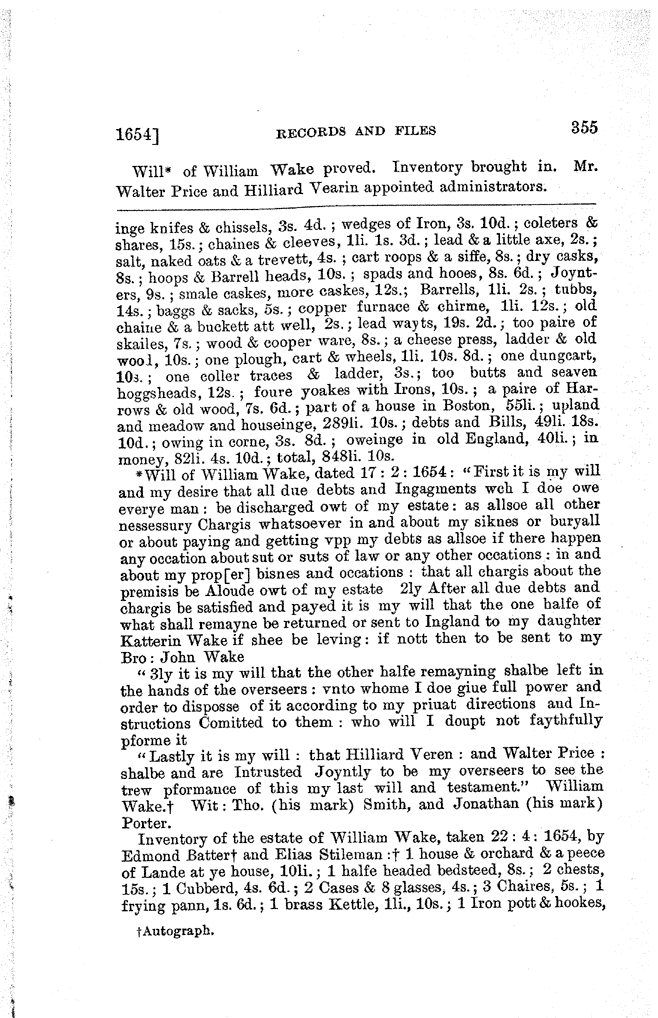 1654] RECORDS AND FILES 355
Will* of William Wake proved. Inventory brought in. Mr.
Walter Price and Hilliard Vearin appointed administrators.
inge knifes & chissels, 3s. 4d. ; wedges of Iron, 3s. 10d. ; coleters &
shares, 15s. ; chaines & cleeves, 1li. 1s. 3d. ; lead & a little axe, 2s. ;
salt, naked oats & a trevett, 4s. ; cart roops & a siffe, 8s. ; dry casks,
8s. ; hoops & Barrell heads, 10s. ; spads and hooes, 8s. 6d. ; Joynt-
ers, 9s. ; smale caskes, more caskes, 12s.; Barrells, 1li. 2s. ; tubbs,
14s. ; baggs & sacks, 5s. ; copper furnace & chirme, 1li. 12s. ; old
chaine & a buckett att well, 2s. ; lead wayts, 19s. 2d. ; too paire of
skailes, 7s. ; wood & cooper ware, 8s. ; a cheese press, ladder & old
wool, 10s. ; one plough, cart & wheels, 1li. 10s. 8d. ; one dungcart,
10s. ; one coller traces & ladder, 3s.; too butts and seaven
hoggsheads, 12s. ; foure yoakes with Irons, 10s. ; a paire of Har-
rows & old wood, 7s. 6d. ; part of a house in Boston, 55li. ; upland
and meadow and houseinge, 289li. 10s. ; debts and Bills, 49li. 18s.
10d. ; owing in corne, 3s. 8d. ; oweinge in old England, 40li. ; in
money, 82li. 4s. 10d. ; total, 848li. 10s.
*Will of William Wake, dated 17 : 2 : 1654 : “First it is my will
and my desire that all due debts and Ingagments wch I doe owe
everye man : be discharged owt of my estate : as allsoe all other
nessessury Chargis whatsoever in and about my siknes or buryall
or about paying and getting vpp my debts as allsoe if there happen
any occation about sut or suts of law or any other occations : in and
about my prop[er] bisnes and occations : that all chargis about the
premisis be Aloude owt of my estate 2ly After all due debts and
chargis be satisfied and payed it is my will that the one halfe of
what shall remayne be returned or sent to Ingland to my daughter
Katterin Wake if shee be leving : if nott then to be sent to my
Bro : John Wake
“ 3ly it is my will that the other halfe remayning shalbe left in
the hands of the overseers : vnto whome I doe giue full power and
order to disposse of it according to my priuat directions and In-
structions Comitted to them : who will I doupt not faythfully
pforme it
“ Lastly it is my will : that Hilliard Veren : and Walter Price :
shalbe and are Intrusted Joyntly to be my overseers to see the
trew pformance of this my last will and testament.” William
Wake.† Wit : Tho. (his mark) Smith, and Jonathan (his mark)
Porter.
Inventory of the estate of William Wake, taken 22 : 4 : 1654, by
Edmond Batter† and Elias Stileman :† 1 house & orchard & a peece
of Lande at ye house, 10li. ; 1 halfe headed bedsteed, 8s. ; 2 chests,
15s. ; 1 Cubberd, 4s. 6d. ; 2 Cases & 8 glasses, 4s. ; 3 Chaires, 5s. ; 1
frying pann, 1s. 6d. ; 1 brass Kettle, 1li., 10s. ; 1 Iron pott & hookes,
†Autograph.